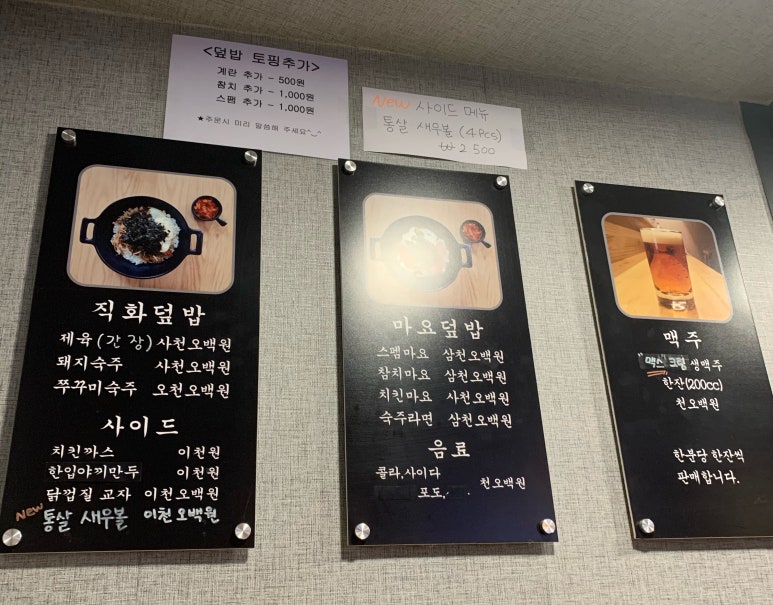 <덮밥 토핑추가>
계란 추가 - 500원
참치 추가 - 1,000원
스팸 추가 - 1,000원
★주문시 미리 말씀해 주세요^_^
NEW 사이드 메뉴
통살 새우볼 (4pcs)
₩2500
직화덮밥
제육(간장) 사천오백원
돼지숙주 사천오백원
쭈꾸미숙주 오천오백원
사이드
치킨까스 이천원
한입야끼만두 이천원
닭껍질 교자 이천오백원
New 통살 새우볼 이천오백원
마요덮밥
스펨마요 삼천오백원
참치마요 삼천오백원
치킨마요 사천오백원
숙주라면 삼천오백원
음료
콜라,사이다
포도, 천오백원
맥주
"맥스" 크림 생맥주
한잔(200cc)
천오백원
한분당 한잔씩
판매합니다.